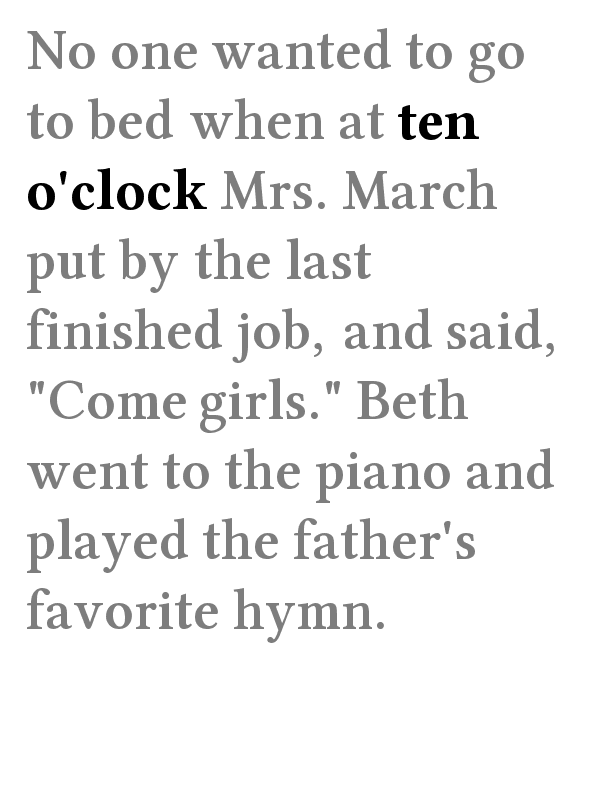 No one wanted to go
to bed when at ten
o'clock Mrs. March
put by the last
finished job, and said,
"Come girls." Beth
went to the piano and
played the father's
favorite hymn.